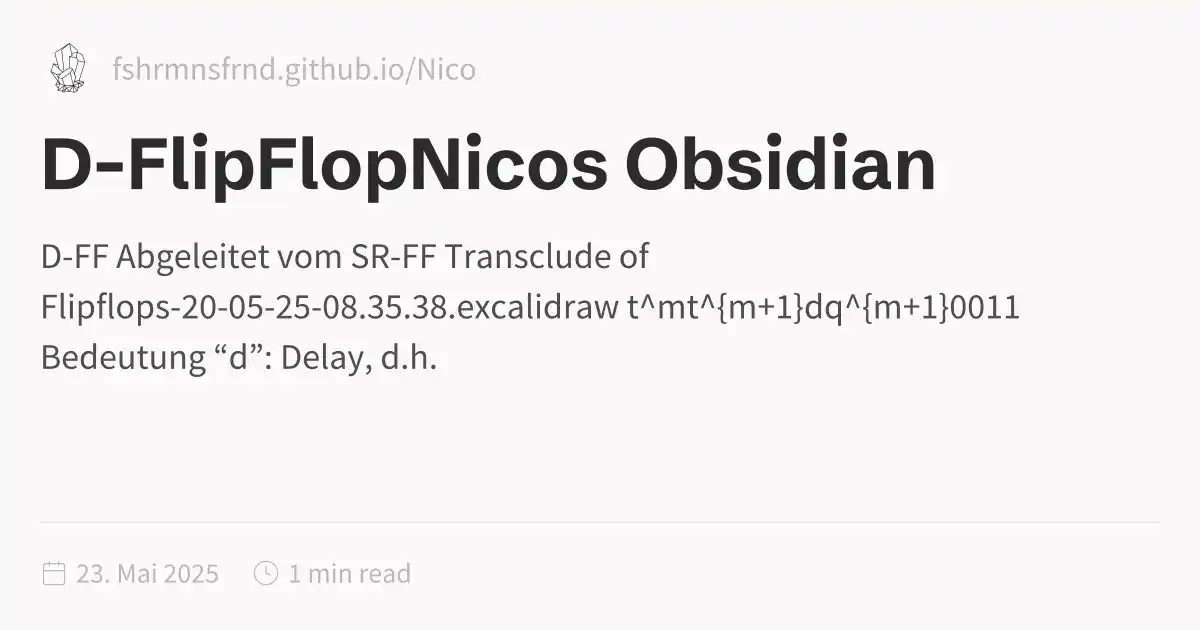 fshrmnsfrnd.github.io/Nico
D-FlipFlopNicos Obsidian
D-FF Abgeleitet vom SR-FF Transclude of
Flipflops-20-05-25-08.35.38.excalidraw t^mt^{m+1}dq^{m+1}0011
Bedeutung “d”: Delay, d.h.
23. Mai 2025 1 min read